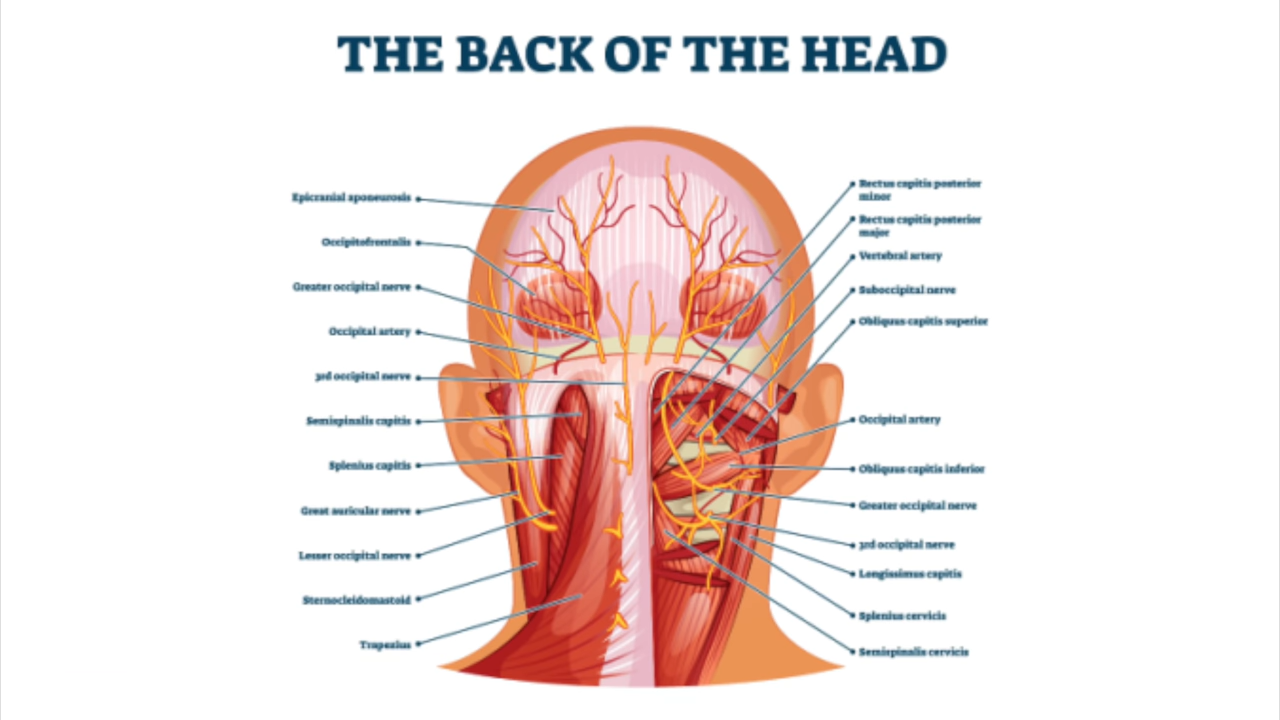 THE BACK OF THE HEAD
Epicranial aponeurosis
Occipitofrontalis
Greater occipital nerve
Occipital artery
3rd occipital nerve
Semispinalis capitis
Splenius capitis
Great auricular nerve
Lesser occipital nerve
Sternocleidomastoid
Trapezius
Rectus capitis posterior
minor
Rectus capitis posterior
major
Vertebral artery
Suboccipital nerve
Obliquus capitis superior
Occipital artery
Obliquus capitis inferior
Greater occipital nerve
3rd occipital nerve
Longissimus capitis
Splenius cervicis
Semispinalis cervicis